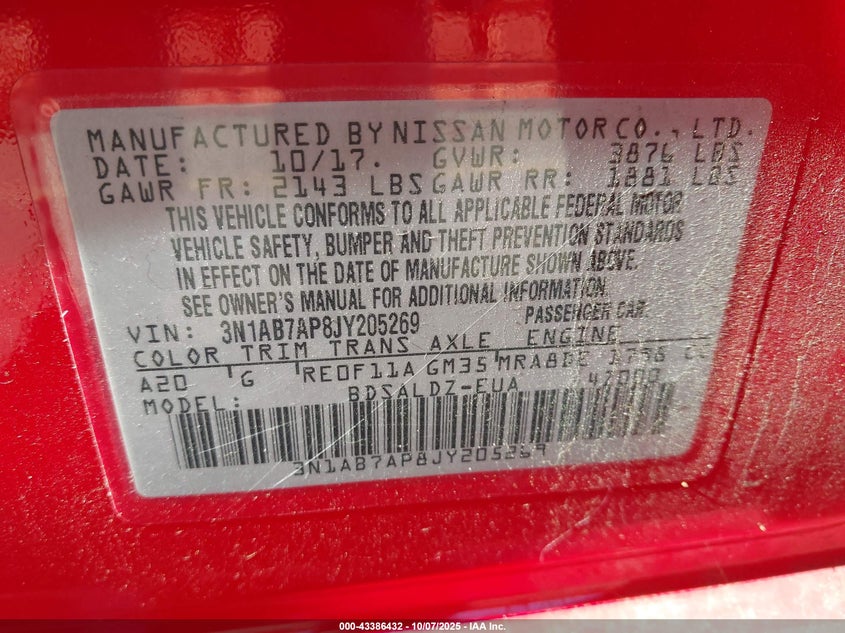 MANUFACTURED BY NISSAN MOTOR CO., LTD.
DATE: 10/17. GVWR: 3876 LBS
GAWR FR: 2143 LBS GAWR RR: 1881 LBS
THIS VEHICLE CONFORMS TO ALL APPLICABLE FEDERAL MOTOR
VEHICLE SAFETY, BUMPER AND THEFT PREVENTION STANDARDS
IN EFFECT ON THE DATE OF MANUFACTURE SHOWN ABOVE.
SEE OWNER'S MANUAL FOR ADDITIONAL INFORMATION.
VIN: 3N1AB7AP8JY205269 PASSENGER CAR.
COLOR TRIM TRANS AXLE ENGINE
A20 G RE0F11A GM35 MRA8DE 1798 CC
MODEL: BDSALDZ-EUA
3N1AB7AP8JY205269
000-43386432 - 10/07/2025 - IAA Inc.